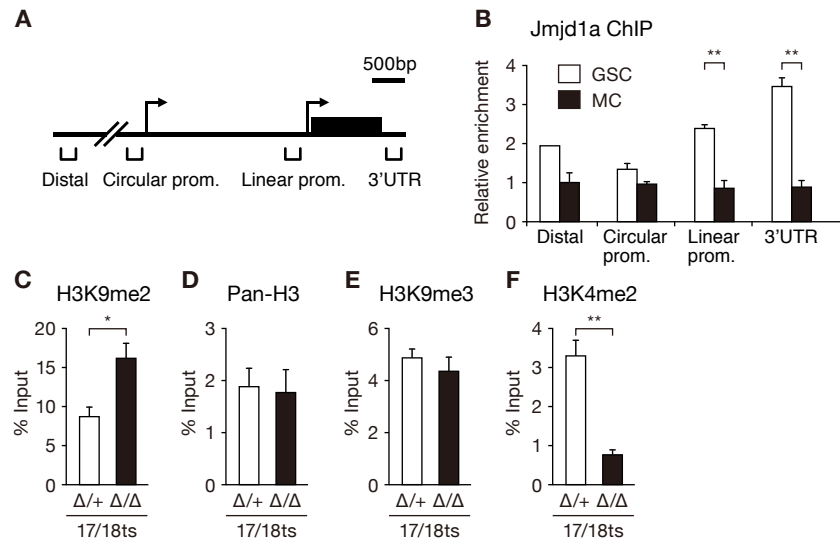 A
500bp
Distal Circular prom. Linear prom. 3'UTR
B
Jmjd1a ChIP
Relative enrichment
4
3
2
1
0
GSC
MC
** **
Distal Circular prom. Linear prom. 3'UTR
C
H3K9me2
% Input
20
15
10
5
0
*
Δ/+ Δ/Δ
17/18ts
D
Pan-H3
% Input
3
2
1
0
Δ/+ Δ/Δ
17/18ts
E
H3K9me3
% Input
6
4
2
0
Δ/+ Δ/Δ
17/18ts
F
H3K4me2
% Input
4
3
2
1
0
**
Δ/+ Δ/Δ
17/18ts